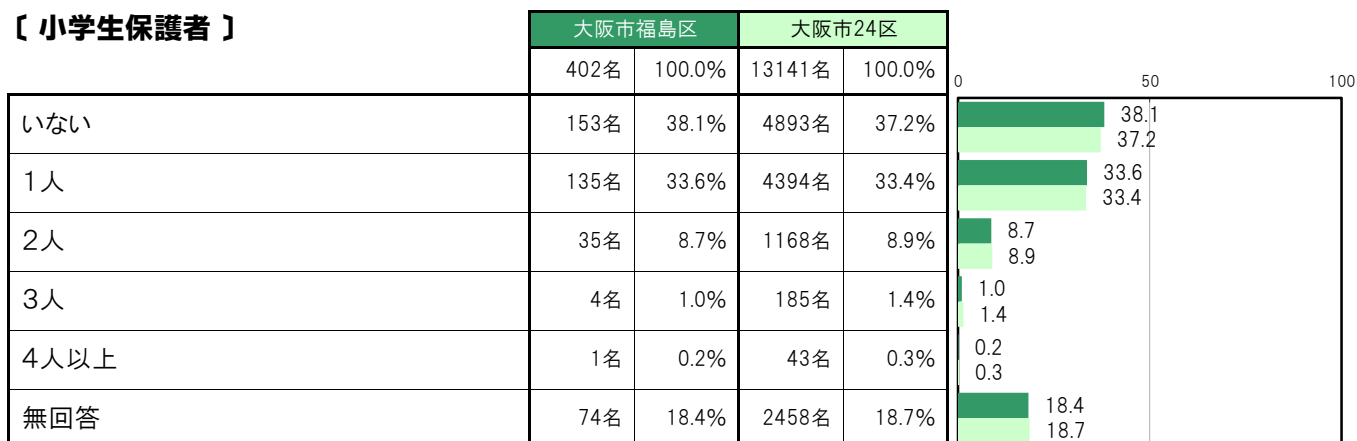 〔 小学生保護者 〕
大阪市福島区 大阪市24区
402名 100.0% 13141名 100.0%
0 50 100
いない 153名 38.1% 4893名 37.2%
38.1
37.2
1人 135名 33.6% 4394名 33.4%
33.6
33.4
2人 35名 8.7% 1168名 8.9%
8.7
8.9
3人 4名 1.0% 185名 1.4%
1.0
1.4
4人以上 1名 0.2% 43名 0.3%
0.2
0.3
無回答 74名 18.4% 2458名 18.7%
18.4
18.7